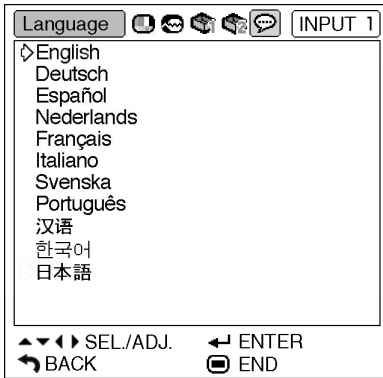 Language INPUT 1
English
Deutsch
Español
Nederlands
Français
Italiano
Svenska
Português
汉语
한국어
日本語
SEL./ADJ. ENTER
BACK END